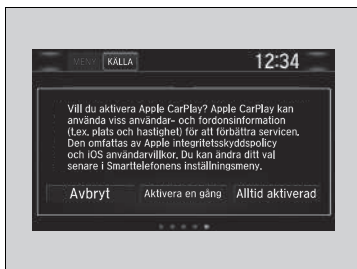 MENY KÄLLA 12:34
Vill du aktivera Apple CarPlay? Apple CarPlay kan
använda viss användar- och fordonsinformation
(t.ex. plats och hastighet) för att förbättra servicen.
Den omfattas av Apple integritetsskyddspolicy
och iOS användarvillkor. Du kan ändra ditt val
senare i Smarttelefonens inställningsmeny.
Avbryt Aktivera en gång Alltid aktiverad